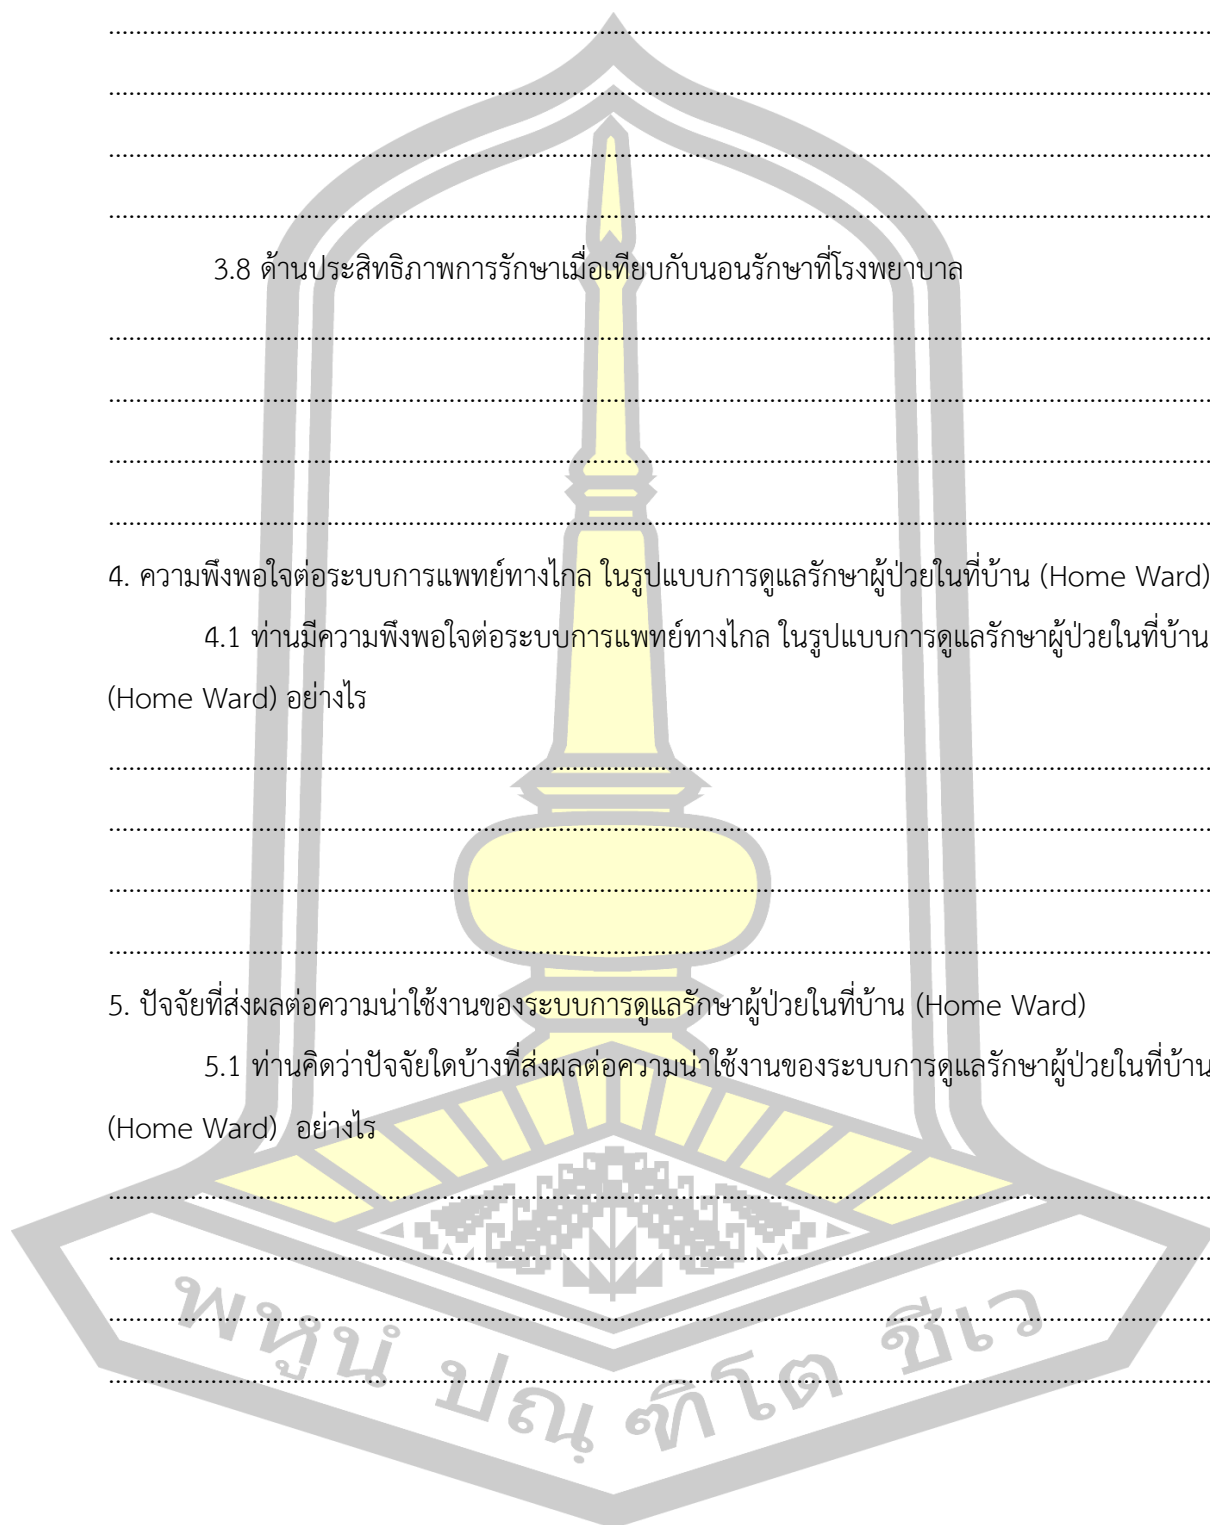 ................................................................................
................................................................................
................................................................................
................................................................................
3.8 ด้านประสิทธิภาพการรักษาเมื่อเทียบกับนอนรักษาที่โรงพยาบาล
................................................................................
................................................................................
................................................................................
................................................................................
4. ความพึงพอใจต่อระบบการแพทย์ทางไกล ในรูปแบบการดูแลรักษาผู้ป่วยในที่บ้าน (Home Ward)
4.1 ท่านมีความพึงพอใจต่อระบบการแพทย์ทางไกล ในรูปแบบการดูแลรักษาผู้ป่วยในที่บ้าน
(Home Ward) อย่างไร
................................................................................
................................................................................
................................................................................
................................................................................
5. ปัจจัยที่ส่งผลต่อความน่าใช้งานของระบบการดูแลรักษาผู้ป่วยในที่บ้าน (Home Ward)
5.1 ท่านคิดว่าปัจจัยใดบ้างที่ส่งผลต่อความน่าใช้งานของระบบการดูแลรักษาผู้ป่วยในที่บ้าน
(Home Ward) อย่างไร
................................................................................
................................................................................
................................................................................
................................................................................
พหูนํ ปณฺฑิโต ชีเว